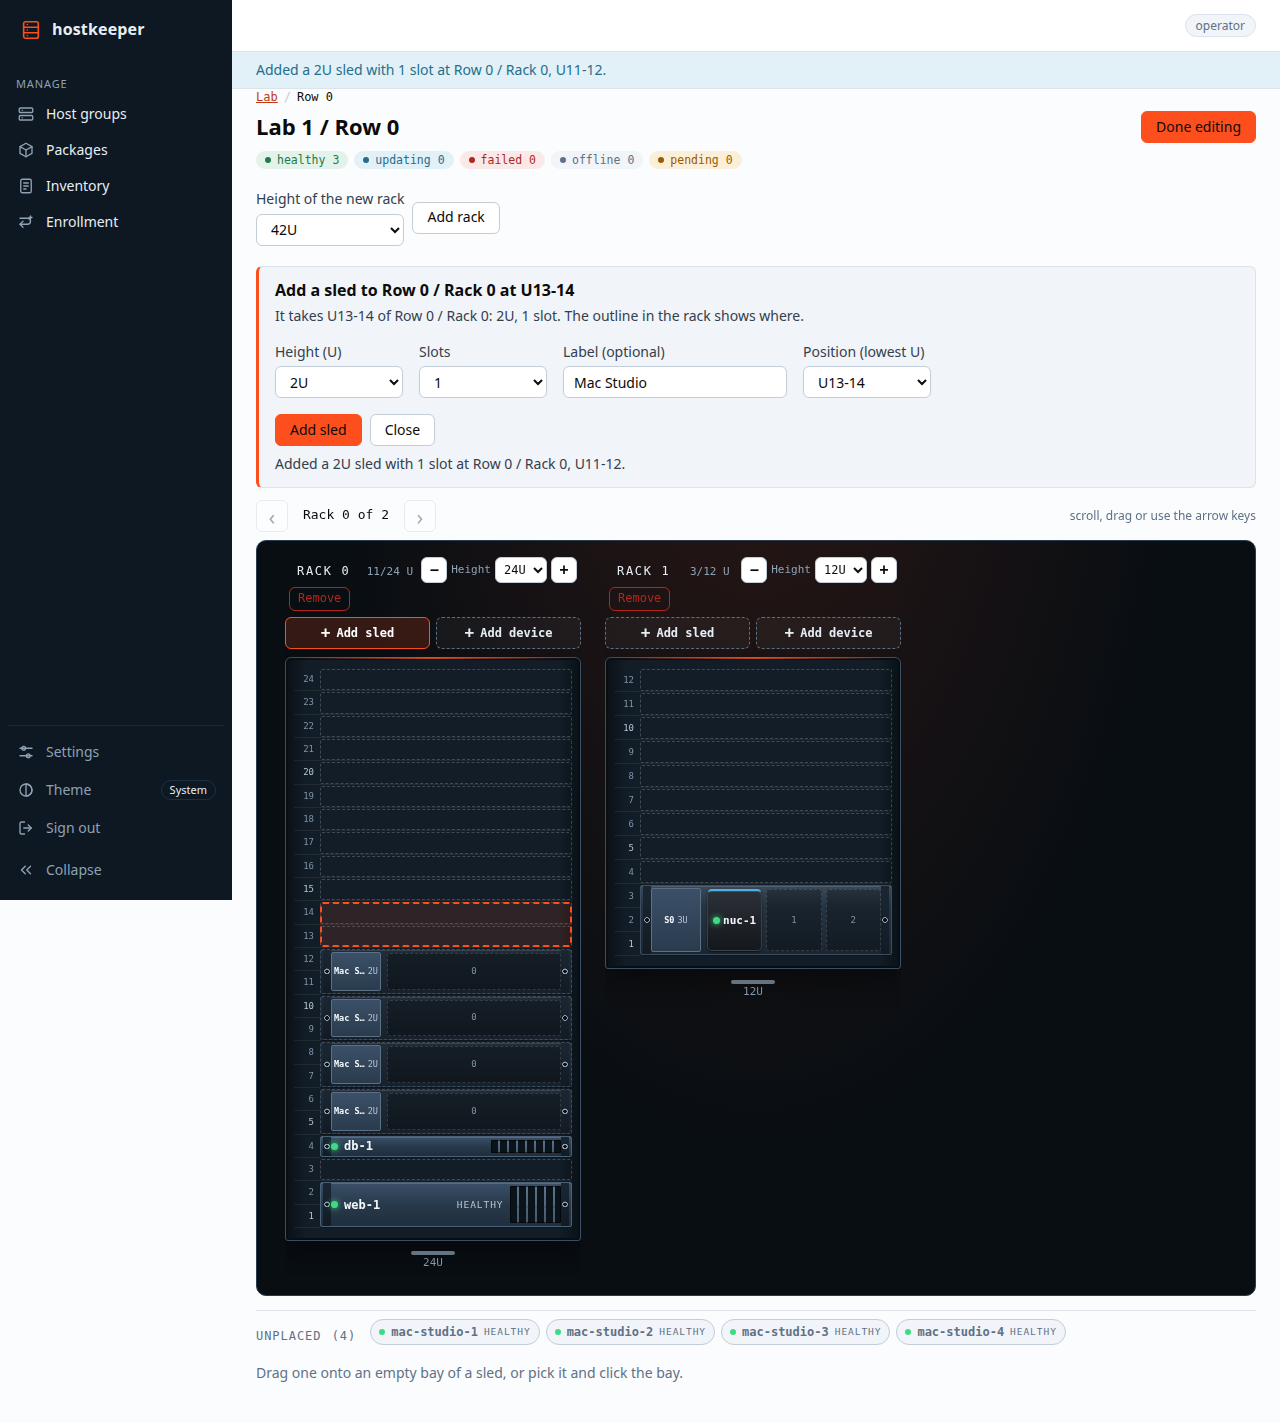 hostkeeper
operator
Added a 2U sled with 1 slot at Row 0 / Rack 0, U11-12.
MANAGE
Host groups
Packages
Inventory
Enrollment
Settings
Theme System
Sign out
Collapse
Lab / Row 0
Lab 1 / Row 0
Done editing
healthy 3 updating 0 failed 0 offline 0 pending 0
Height of the new rack
42U Add rack
Add a sled to Row 0 / Rack 0 at U13-14
It takes U13-14 of Row 0 / Rack 0: 2U, 1 slot. The outline in the rack shows where.
Height (U) Slots Label (optional) Position (lowest U)
2U 1 Mac Studio U13-14
Add sled Close
Added a 2U sled with 1 slot at Row 0 / Rack 0, U11-12.
‹ Rack 0 of 2 ›
scroll, drag or use the arrow keys
RACK 0 11/24 U − Height 24U +
Remove
+ Add sled + Add device
24
23
22
21
20
19
18
17
16
15
14
13
12
11
Mac S… 2U 0
10
9
Mac S… 2U 0
8
7
Mac S… 2U 0
6
5
Mac S… 2U 0
4 db-1
3
2
1
web-1 HEALTHY
24U
RACK 1 3/12 U − Height 12U +
Remove
+ Add sled + Add device
12
11
10
9
8
7
6
5
4
3
2
1
S0 3U nuc-1 1 2
12U
UNPLACED (4) mac-studio-1 HEALTHY mac-studio-2 HEALTHY mac-studio-3 HEALTHY mac-studio-4 HEALTHY
Drag one onto an empty bay of a sled, or pick it and click the bay.